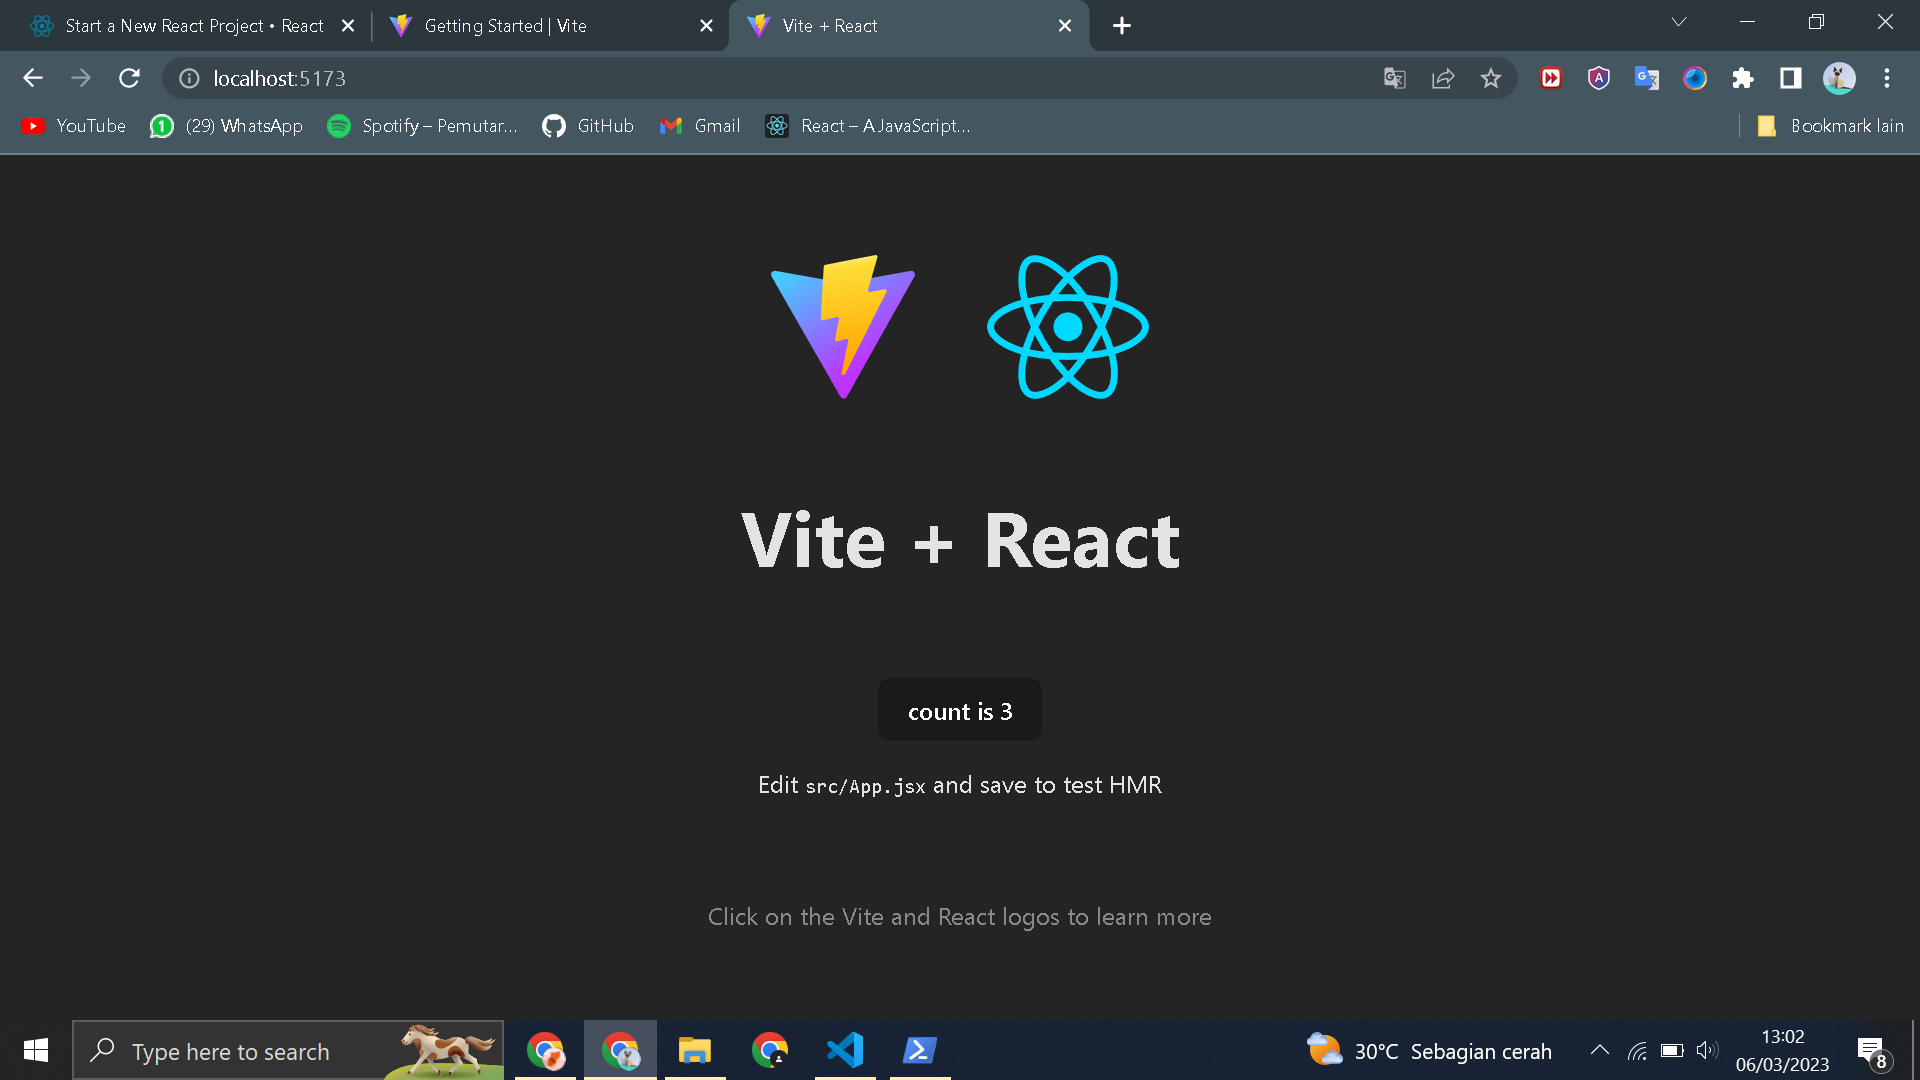 Start a New React Project • React
Getting Started | Vite
Vite + React
localhost:5173
YouTube
(29) WhatsApp
Spotify – Pemutar...
GitHub
Gmail
React – A JavaScript...
Bookmark lain
Vite + React
count is 3
Edit src/App.jsx and save to test HMR
Click on the Vite and React logos to learn more
Type here to search
30°C Sebagian cerah
13:02
06/03/2023
8